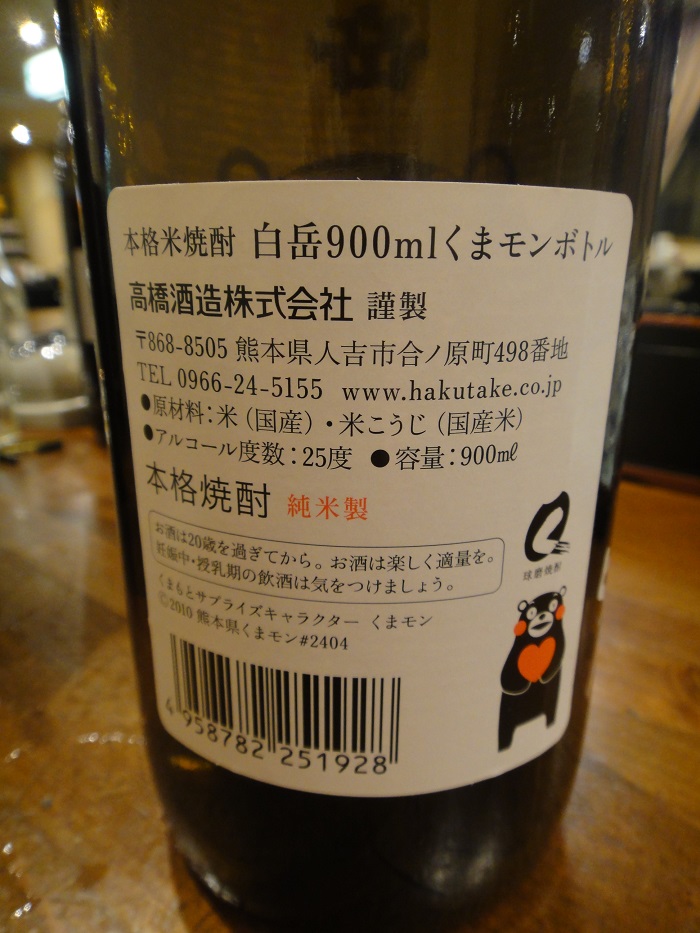 本格米焼酎 白岳900mlくまモンボトル
高橋酒造株式会社 謹製
〒868-8505 熊本県人吉市合ノ原町498番地
TEL 0966-24-5155 www.hakutake.co.jp
●原材料：米（国産）・米こうじ（国産米）
●アルコール度数：25度 ●容量：900mℓ
本格焼酎 純米製
お酒は20歳を過ぎてから。お酒は楽しく適量を。
妊娠中・授乳期の飲酒は気をつけましょう。
球磨焼酎
くまもとサプライズキャラクター くまモン
©2010 熊本県くまモン#2404
4 958782 251928